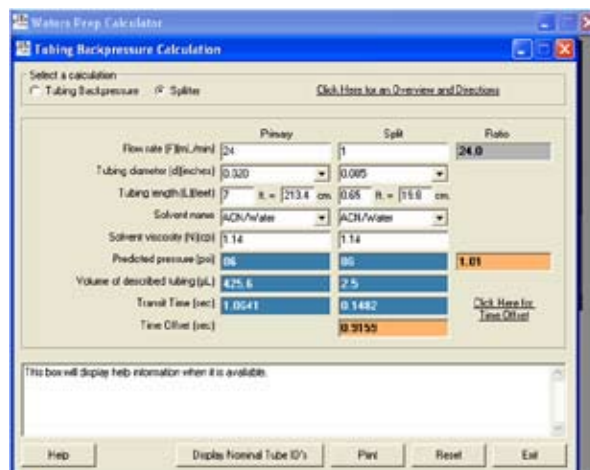 Waters Prep Calculator
Tubing Backpressure Calculation
Select a calculation
Tubing Backpressure Splitter Click Here for an Overview and Directions
Primary Split Ratio
Flow rate (F)(mL/min) 24 1 24.0
Tubing diameter (d)(inches) 0.020 0.005
Tubing length (L)(feet) 7 ft. = 213.4 cm. 0.65 ft. = 19.8 cm.
Solvent name ACN/Water ACN/Water
Solvent viscosity (N)(cp) 1.14 1.14
Predicted pressure (psi) 1.01
Volume of described tubing (µL) 425.6 2.5
Transit Time (sec) 1.0641 0.1482 Click Here for
Time Offset
Time Offset (sec) 0.9159
This box will display help information when it is available.
Help Display Nominal Tube ID's Print Reset Exit